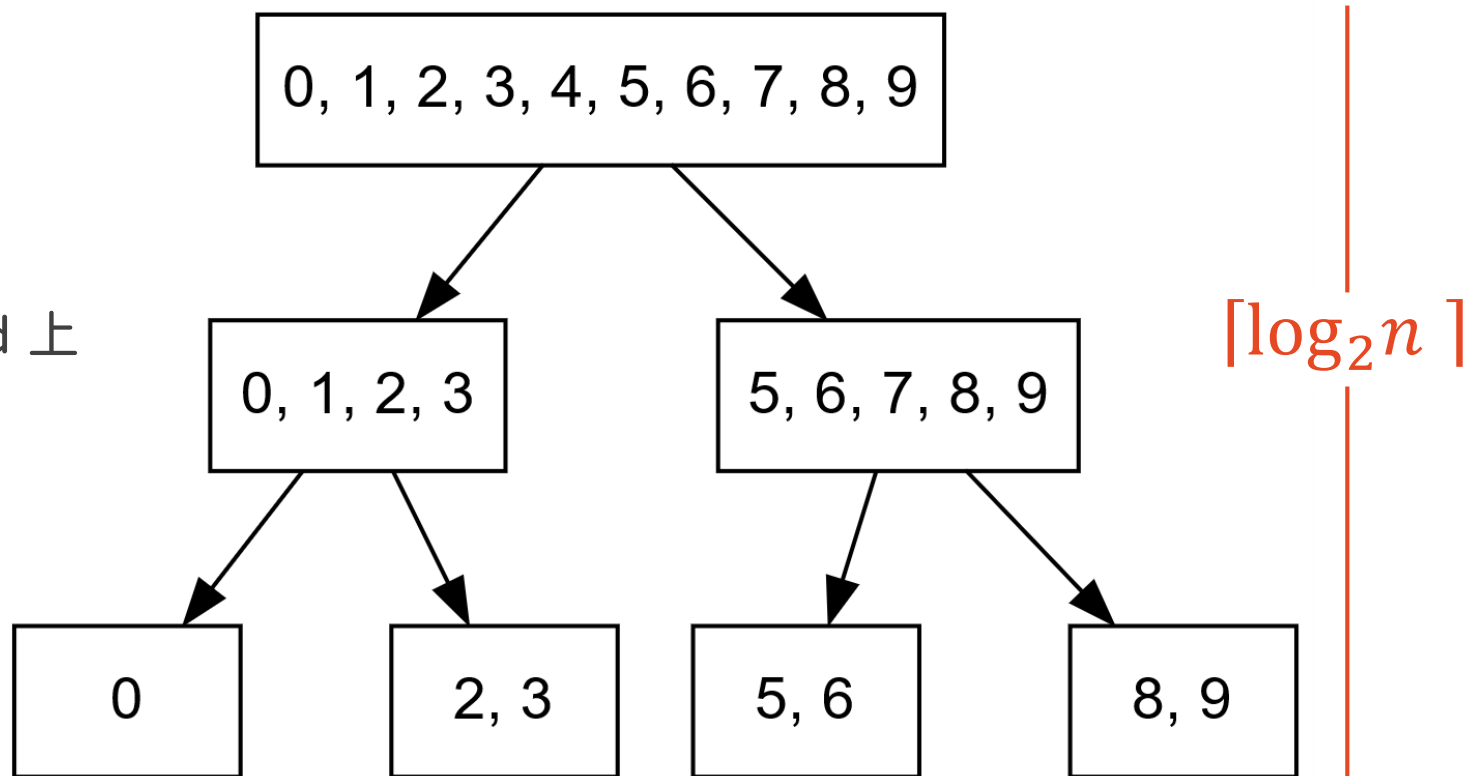 0, 1, 2, 3, 4, 5, 6, 7, 8, 9
上
⌈log₂n ⌉
0, 1, 2, 3
5, 6, 7, 8, 9
0
2, 3
5, 6
8, 9